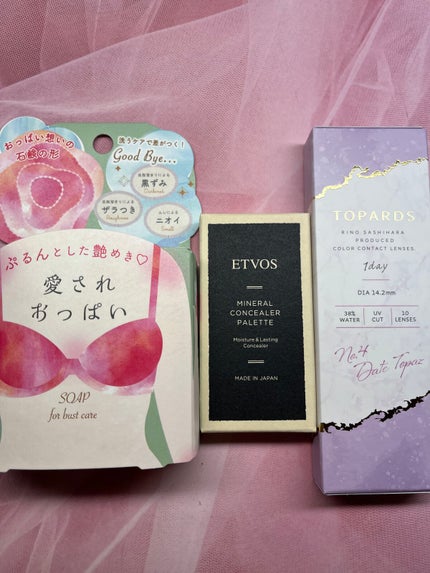 おっぱい想いの
石鹸の形
洗うケアで差がつく!
Good Bye...
黒ずみ
Darkness
ザラつき
Roughness
ニオイ
Smell
ぷるんとした艶めき♡
愛され
おっぱい
SOAP
for bust care
ETVOS
MINERAL
CONCEALER
PALETTE
Moisture & Lasting
Concealer
MADE IN JAPAN
TOPARDS
RINO SASHIHARA
PRODUCED
COLOR CONTACT LENSES
1day
DIA 14.2mm
38%
WATER
UV
CUT
10
LENSES
No.4
Date Topaz